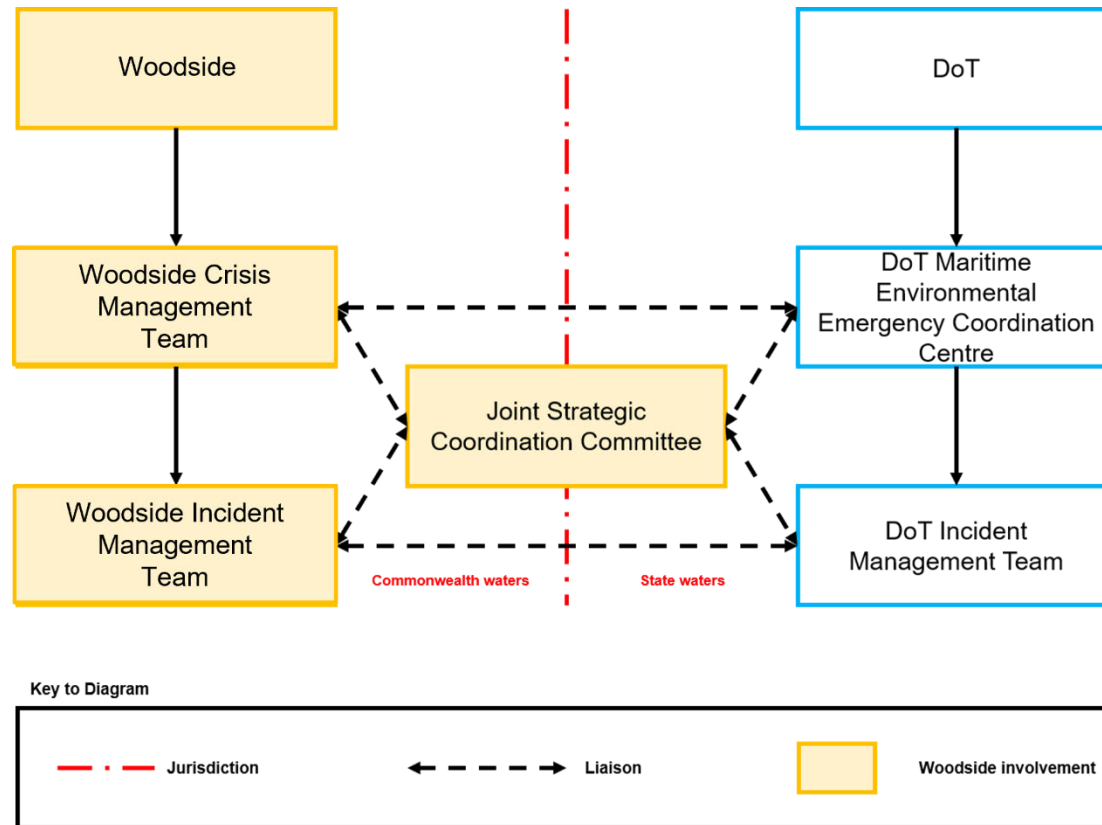 Woodside
DoT
Woodside Crisis
Management
Team
DoT Maritime
Environmental
Emergency Coordination
Centre
Joint Strategic
Coordination Committee
Woodside Incident
Management
Team
DoT Incident
Management Team
Commonwealth waters
State waters
Key to Diagram
Jurisdiction
Liaison
Woodside involvement